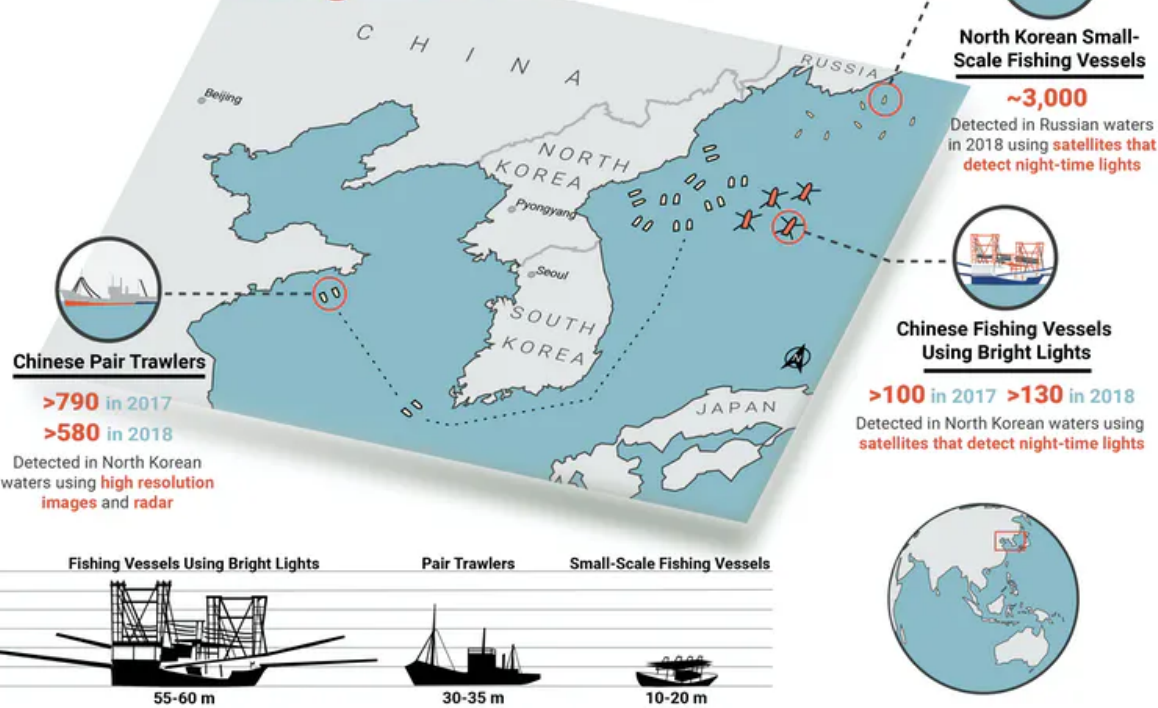 North Korean Small-
Scale Fishing Vessels
~3,000
Detected in Russian waters
in 2018 using satellites that
detect night-time lights
CHINA
RUSSIA
Beijing
NORTH
KOREA
Pyongyang
Seoul
SOUTH
KOREA
JAPAN
Chinese Pair Trawlers
>790 in 2017
>580 in 2018
Detected in North Korean
waters using high resolution
images and radar
Chinese Fishing Vessels
Using Bright Lights
>100 in 2017 >130 in 2018
Detected in North Korean waters using
satellites that detect night-time lights
Fishing Vessels Using Bright Lights
Pair Trawlers
Small-Scale Fishing Vessels
55-60 m
30-35 m
10-20 m